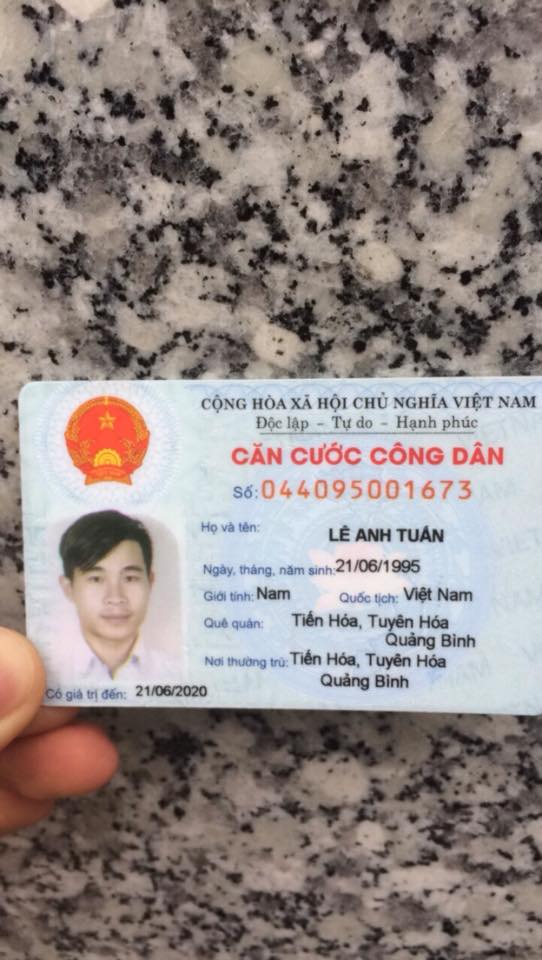 CỘNG HÒA XÃ HỘI CHỦ NGHĨA VIỆT NAM
Độc lập - Tự do - Hạnh phúc
CĂN CƯỚC CÔNG DÂN
Số: 044095001673
Họ và tên: LÊ ANH TUẤN
Ngày, tháng, năm sinh: 21/06/1995
Giới tính: Nam Quốc tịch: Việt Nam
Quê quán: Tiến Hóa, Tuyên Hóa
Quảng Bình
Nơi thường trú: Tiến Hóa, Tuyên Hóa
Quảng Bình
Có giá trị đến: 21/06/2020